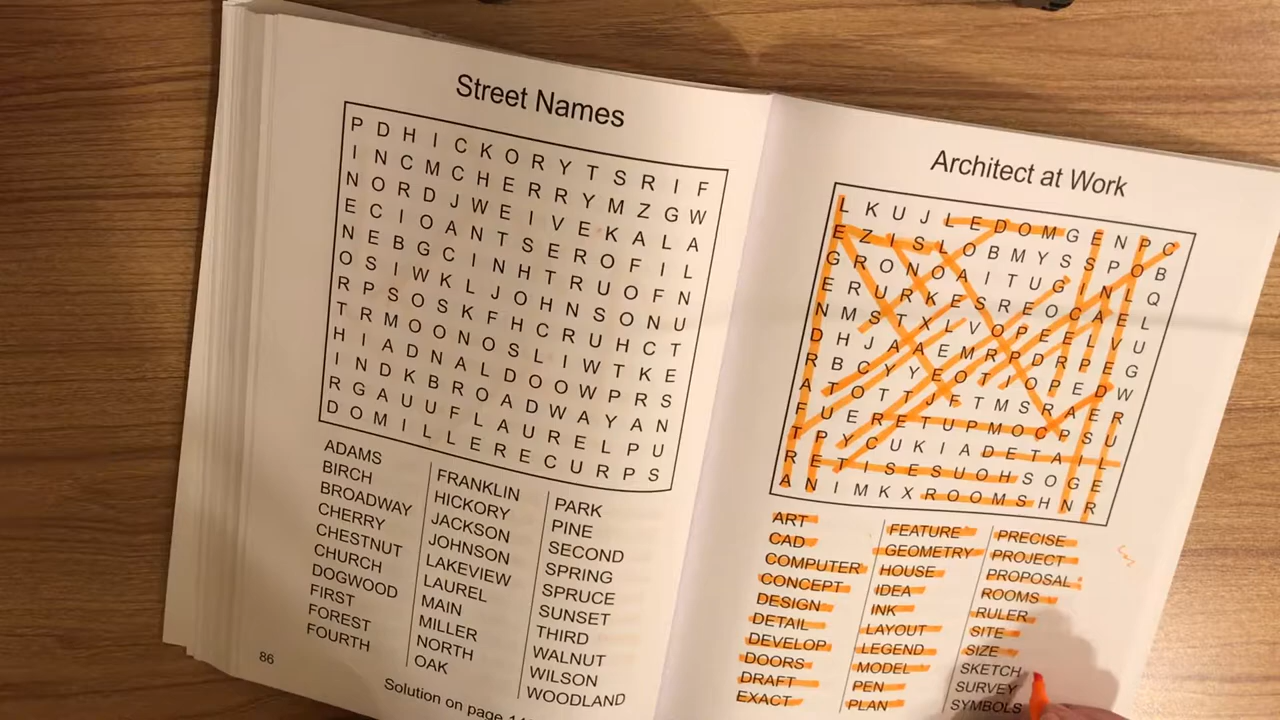 Street Names
P D H I C K O R Y T S R I F
I N C M C H E R R Y M Z G W
N O R D J W E I V E K A L A
E C I O A N T S E R O F I L
N E B G C I N H T R U O F N
O S I W K L J O H N S O N U
R P S O S K F H C R U H C T
T R M O O N O S L I W T K E
H I A D N A L D O O W P R S
I N D K B R O A D W A Y A N
R G A U U F L A U R E L P U
D O M I L L E R E C U R P S
ADAMS
BIRCH
BROADWAY
CHERRY
CHESTNUT
CHURCH
DOGWOOD
FIRST
FOREST
FOURTH
FRANKLIN
HICKORY
JACKSON
JOHNSON
LAKEVIEW
LAUREL
MAIN
MILLER
NORTH
OAK
PARK
PINE
SECOND
SPRING
SPRUCE
SUNSET
THIRD
WALNUT
WILSON
WOODLAND
86
Solution on page
Architect at Work
L K U J L E D O M G E N P C
E Z I S L O B M Y S S P O B
G R O N O A I T U G I N L Q
E R U R K E S R E O C A E L
N M S T X L V O P E E L V U
D H J A A E M R P D R P E G
R B C Y Y E O T I O P E D W
A T O T T J F T M S R A E R
F U E R E T U P M O C P S U
T P Y C U K I A D E T A I L
R E T I S E S U O H S O G E
A N I M K X R O O M S H N R
ART
CAD
COMPUTER
CONCEPT
DESIGN
DETAIL
DEVELOP
DOORS
DRAFT
EXACT
FEATURE
GEOMETRY
HOUSE
IDEA
INK
LAYOUT
LEGEND
MODEL
PEN
PLAN
PRECISE
PROJECT
PROPOSAL
ROOMS
RULER
SITE
SIZE
SKETCH
SURVEY
SYMBOLS